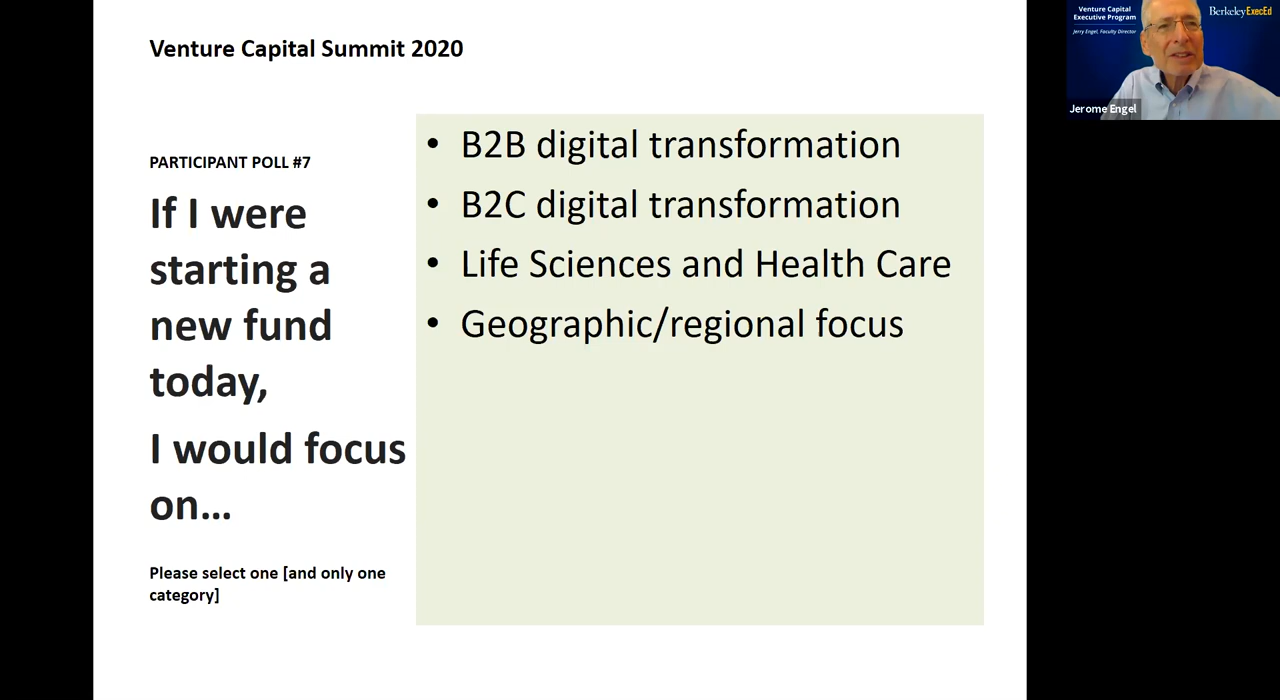 Venture Capital Summit 2020
PARTICIPANT POLL #7
If I were
starting a
new fund
today,
I would focus
on...
Please select one [and only one
category]
• B2B digital transformation
• B2C digital transformation
• Life Sciences and Health Care
• Geographic/regional focus
Venture Capital
Executive Program
Jerry Engel, Faculty Director
BerkeleyExecEd
Jerome Engel